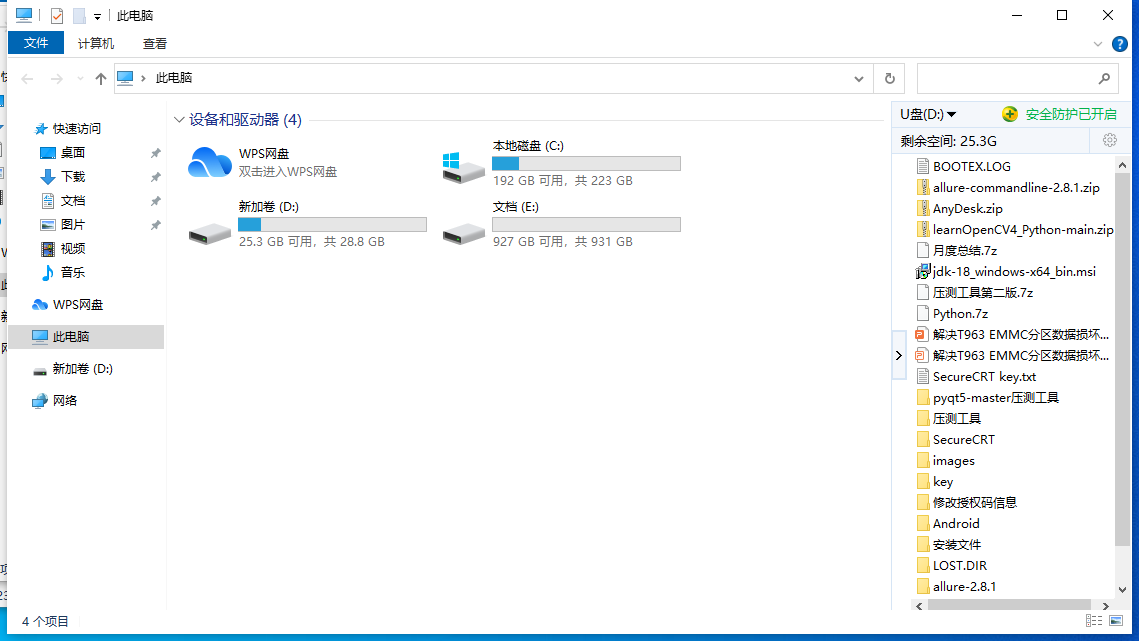 此电脑
文件 计算机 查看
此电脑
快速访问
桌面
下载
文档
图片
视频
音乐
WPS网盘
此电脑
新加卷 (D:)
网络
设备和驱动器 (4)
WPS网盘
双击进入WPS网盘
本地磁盘 (C:)
192 GB 可用，共 223 GB
新加卷 (D:)
25.3 GB 可用，共 28.8 GB
文档 (E:)
927 GB 可用，共 931 GB
U盘(D:) 安全防护已开启
剩余空间: 25.3G
BOOTEX.LOG
allure-commandline-2.8.1.zip
AnyDesk.zip
learnOpenCV4_Python-main.zip
月度总结.7z
jdk-18_windows-x64_bin.msi
压测工具第二版.7z
Python.7z
解决T963 EMMC分区数据损坏...
解决T963 EMMC分区数据损坏...
SecureCRT key.txt
pyqt5-master压测工具
压测工具
SecureCRT
images
key
修改授权码信息
Android
安装文件
LOST.DIR
allure-2.8.1
4 个项目